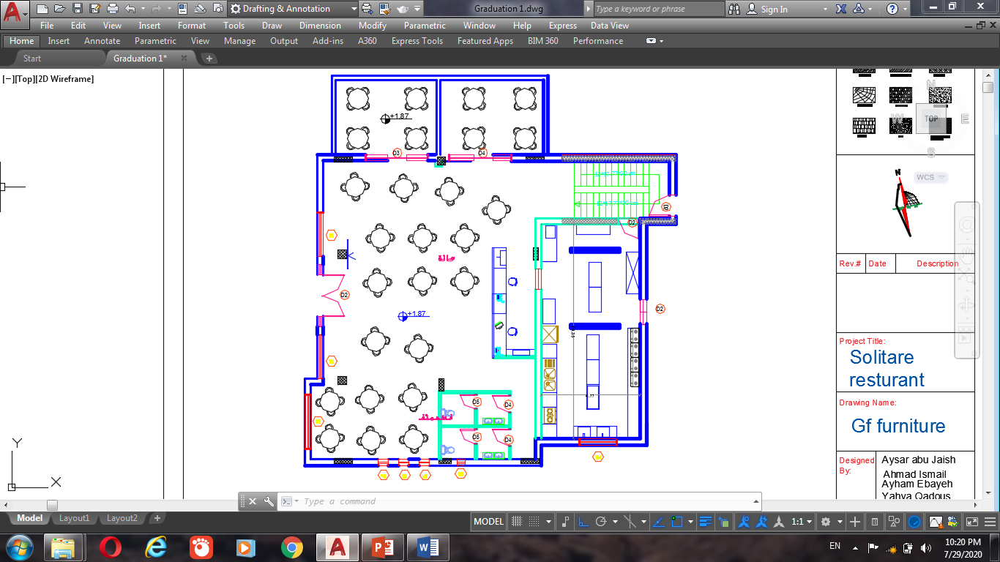 Drafting & Annotation
Graduation 1.dwg
Type a keyword or phrase
Sign In
File Edit View Insert Format Tools Draw Dimension Modify Parametric Window Help Express Data View
Home Insert Annotate Parametric View Manage Output Add-ins A360 Express Tools Featured Apps BIM 360 Performance
Start
Graduation 1*
[−][Top][2D Wireframe]
+1.87
D3
D4
N
W
TOP
E
S
WCS
N
D2
صالة
D2
+1.87
D2
D5
D4
D5
D4
Rev.# Date Description
Project Title:
Solitare
resturant
Drawing Name:
Gf furniture
Designed
By:
Aysar abu Jaish
Ahmad Ismail
Ayham Ebayeh
Yahya Qadous
Y
X
Type a command
Model Layout1 Layout2
MODEL
1:1
EN
10:20 PM
7/29/2020